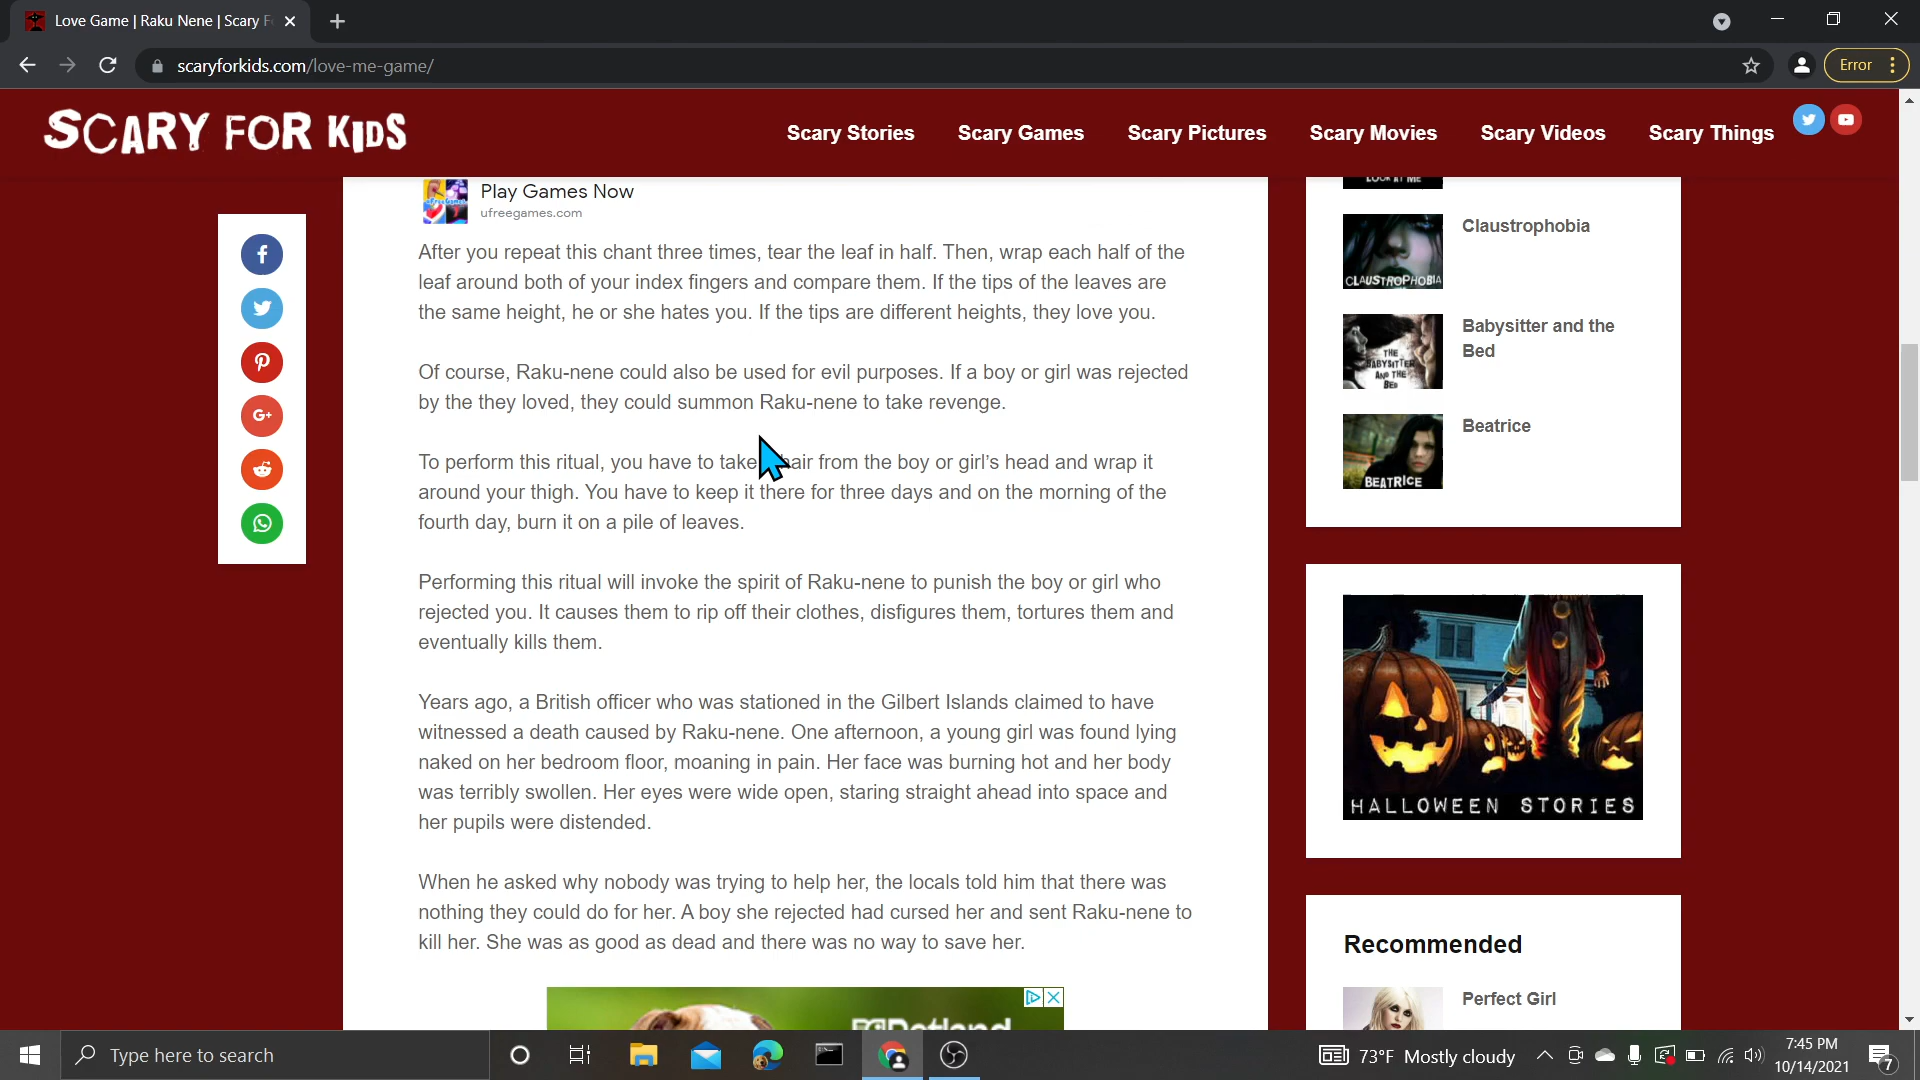 Love Game | Raku Nene | Scary F
scaryforkids.com/love-me-game/
Error
SCARY FOR KIDS
Scary Stories
Scary Games
Scary Pictures
Scary Movies
Scary Videos
Scary Things
Play Games Now
ufreegames.com
After you repeat this chant three times, tear the leaf in half. Then, wrap each half of the
leaf around both of your index fingers and compare them. If the tips of the leaves are
the same height, he or she hates you. If the tips are different heights, they love you.
Of course, Raku-nene could also be used for evil purposes. If a boy or girl was rejected
by the they loved, they could summon Raku-nene to take revenge.
To perform this ritual, you have to take hair from the boy or girl's head and wrap it
around your thigh. You have to keep it there for three days and on the morning of the
fourth day, burn it on a pile of leaves.
Performing this ritual will invoke the spirit of Raku-nene to punish the boy or girl who
rejected you. It causes them to rip off their clothes, disfigures them, tortures them and
eventually kills them.
Years ago, a British officer who was stationed in the Gilbert Islands claimed to have
witnessed a death caused by Raku-nene. One afternoon, a young girl was found lying
naked on her bedroom floor, moaning in pain. Her face was burning hot and her body
was terribly swollen. Her eyes were wide open, staring straight ahead into space and
her pupils were distended.
When he asked why nobody was trying to help her, the locals told him that there was
nothing they could do for her. A boy she rejected had cursed her and sent Raku-nene to
kill her. She was as good as dead and there was no way to save her.
Petland
LOOK AT ME
CLAUSTROPHOBIA
Claustrophobia
THE
BABYSITTER
AND THE
BED
Babysitter and the
Bed
BEATRICE
Beatrice
HALLOWEEN STORIES
Recommended
Perfect Girl
Type here to search
73°F Mostly cloudy
7:45 PM
10/14/2021
7